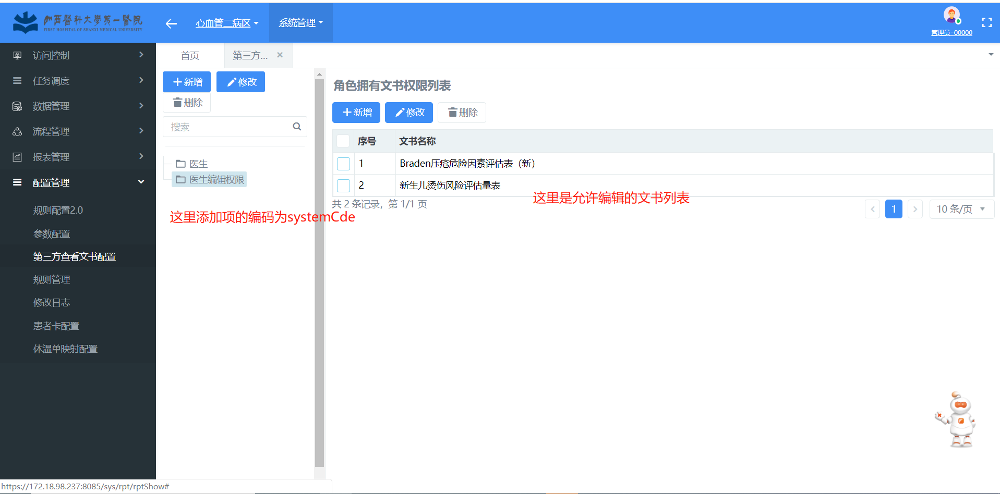 山西醫科大學第一醫院
FIRST HOSPITAL OF SHANXI MEDICAL UNIVERSITY
心血管二病区
系统管理
管理员-00000
访问控制
任务调度
数据管理
流程管理
报表管理
配置管理
规则配置2.0
参数配置
第三方查看文书配置
规则管理
修改日志
患者卡配置
体温单映射配置
首页
第三方...
新增
修改
删除
搜索
医生
医生编辑权限
这里添加项的编码为systemCde
角色拥有文书权限列表
新增
修改
删除
序号
文书名称
1
Braden压疮危险因素评估表（新）
2
新生儿烫伤风险评估量表
这里是允许编辑的文书列表
共 2 条记录，第 1/1 页
1
10 条/页
https://172.18.98.237:8085/sys/rpt/rptShow#